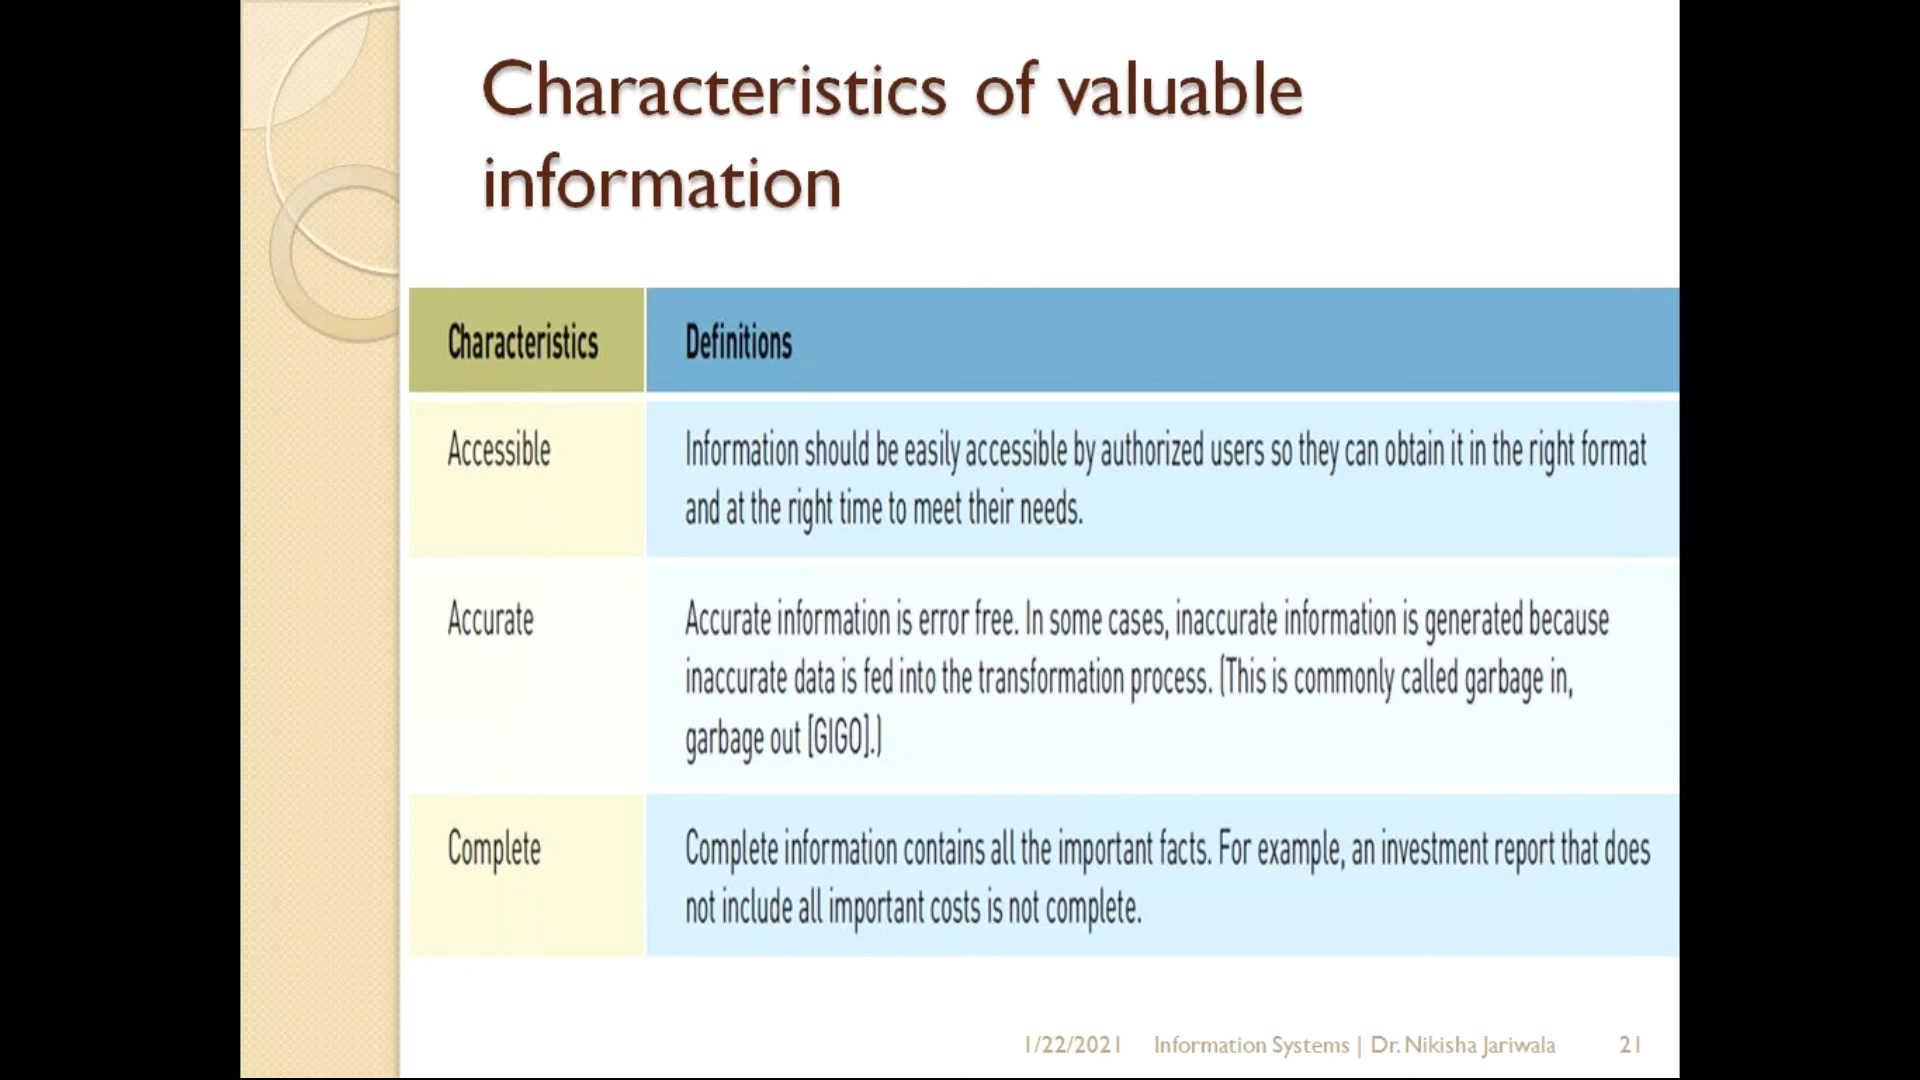 Characteristics of valuable
information
Characteristics
Definitions
Accessible
Information should be easily accessible by authorized users so they can obtain it in the right format
and at the right time to meet their needs.
Accurate
Accurate information is error free. In some cases, inaccurate information is generated because
inaccurate data is fed into the transformation process. (This is commonly called garbage in,
garbage out [GIGO].)
Complete
Complete information contains all the important facts. For example, an investment report that does
not include all important costs is not complete.
1/22/2021 Information Systems | Dr. Nikisha Jariwala 21